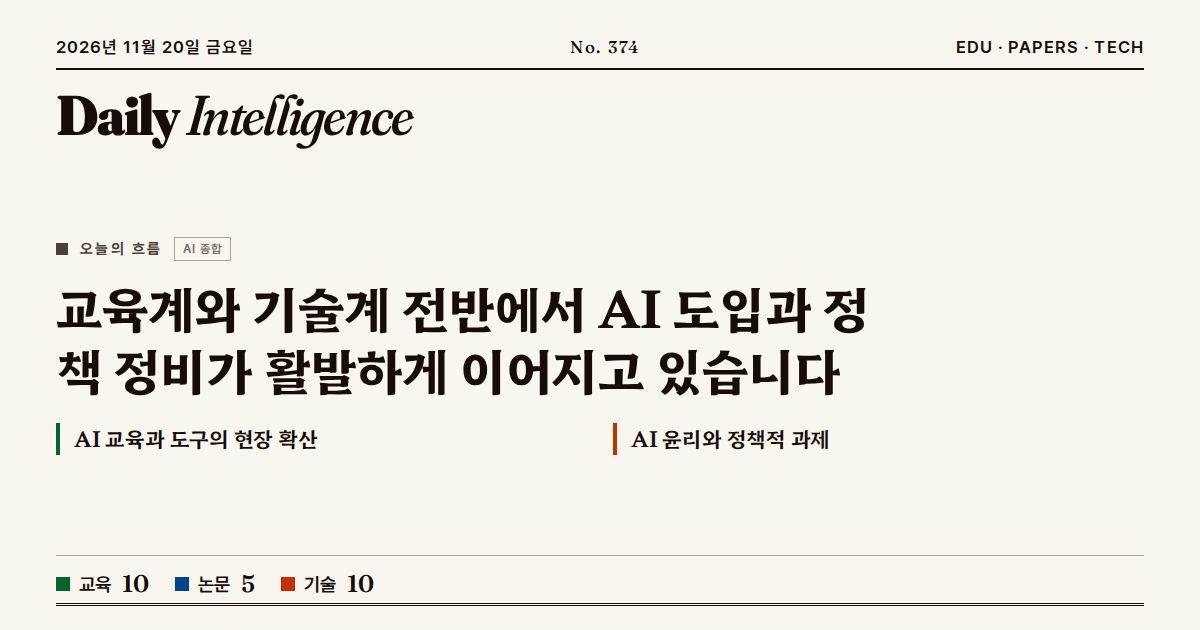 2026년 11월 20일 금요일
No. 374
EDU · PAPERS · TECH
Daily Intelligence
오늘의 흐름
AI 종합
교육계와 기술계 전반에서 AI 도입과 정
책 정비가 활발하게 이어지고 있습니다
AI 교육과 도구의 현장 확산
AI 윤리와 정책적 과제
교육 10
논문 5
기술 10